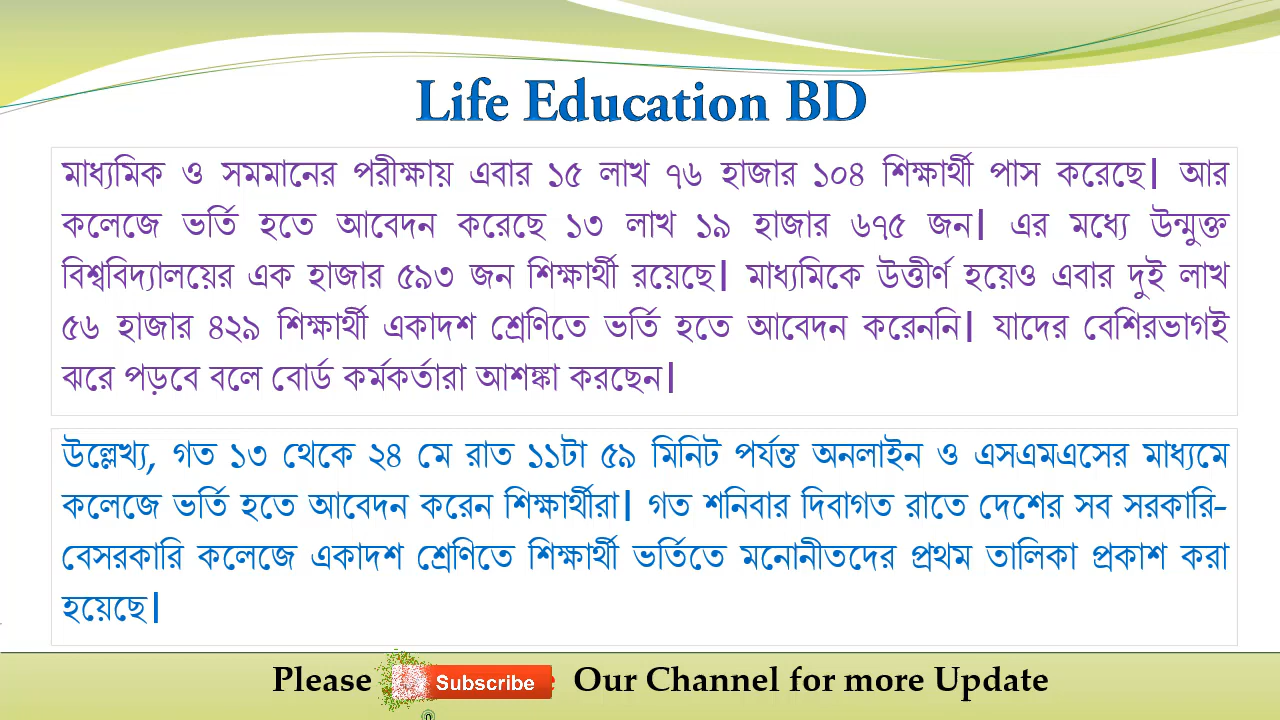 Life Education BD
মাধ্যমিক ও সমমানের পরীক্ষায় এবার ১৫ লাখ ৭৬ হাজার ১০৪ শিক্ষার্থী পাস করেছে। আর
কলেজে ভর্তি হতে আবেদন করেছে ১৩ লাখ ১৯ হাজার ৬৭৫ জন। এর মধ্যে উন্মুক্ত
বিশ্ববিদ্যালয়ের এক হাজার ৫৯৩ জন শিক্ষার্থী রয়েছে। মাধ্যমিকে উত্তীর্ণ হয়েও এবার দুই লাখ
৫৬ হাজার ৪২৯ শিক্ষার্থী একাদশ শ্রেণিতে ভর্তি হতে আবেদন করেননি। যাদের বেশিরভাগই
ঝরে পড়বে বলে বোর্ড কর্মকর্তারা আশঙ্কা করছেন।
উল্লেখ্য, গত ১৩ থেকে ২৪ মে রাত ১১টা ৫৯ মিনিট পর্যন্ত অনলাইন ও এসএমএসের মাধ্যমে
কলেজে ভর্তি হতে আবেদন করেন শিক্ষার্থীরা। গত শনিবার দিবাগত রাতে দেশের সব সরকারি-
বেসরকারি কলেজে একাদশ শ্রেণিতে শিক্ষার্থী ভর্তিতে মনোনীতদের প্রথম তালিকা প্রকাশ করা
হয়েছে।
Please Subscribe Our Channel for more Update